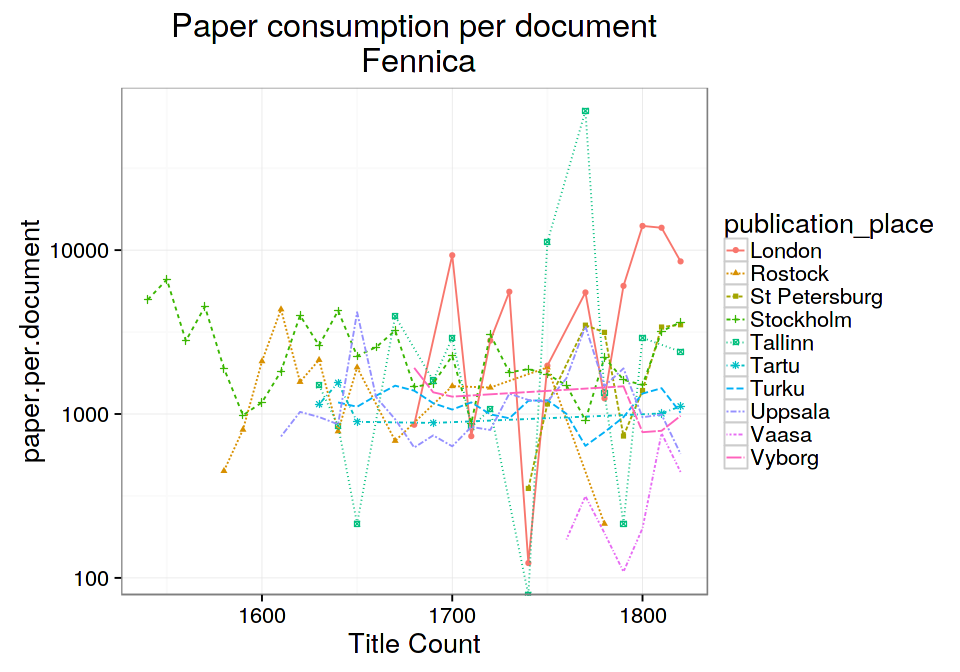 Paper consumption per document
Fennica
paper.per.document
10000
1000
100
1600
1700
1800
Title Count
publication_place
London
Rostock
St Petersburg
Stockholm
Tallinn
Tartu
Turku
Uppsala
Vaasa
Vyborg